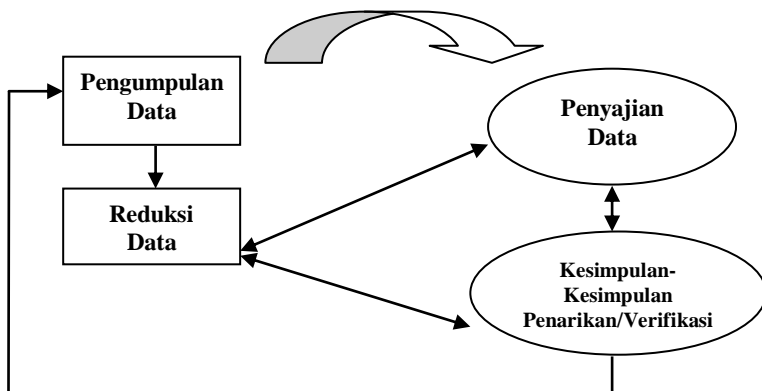 Pengumpulan
Data
Penyajian
Data
Reduksi
Data
Kesimpulan-
Kesimpulan
Penarikan/Verifikasi